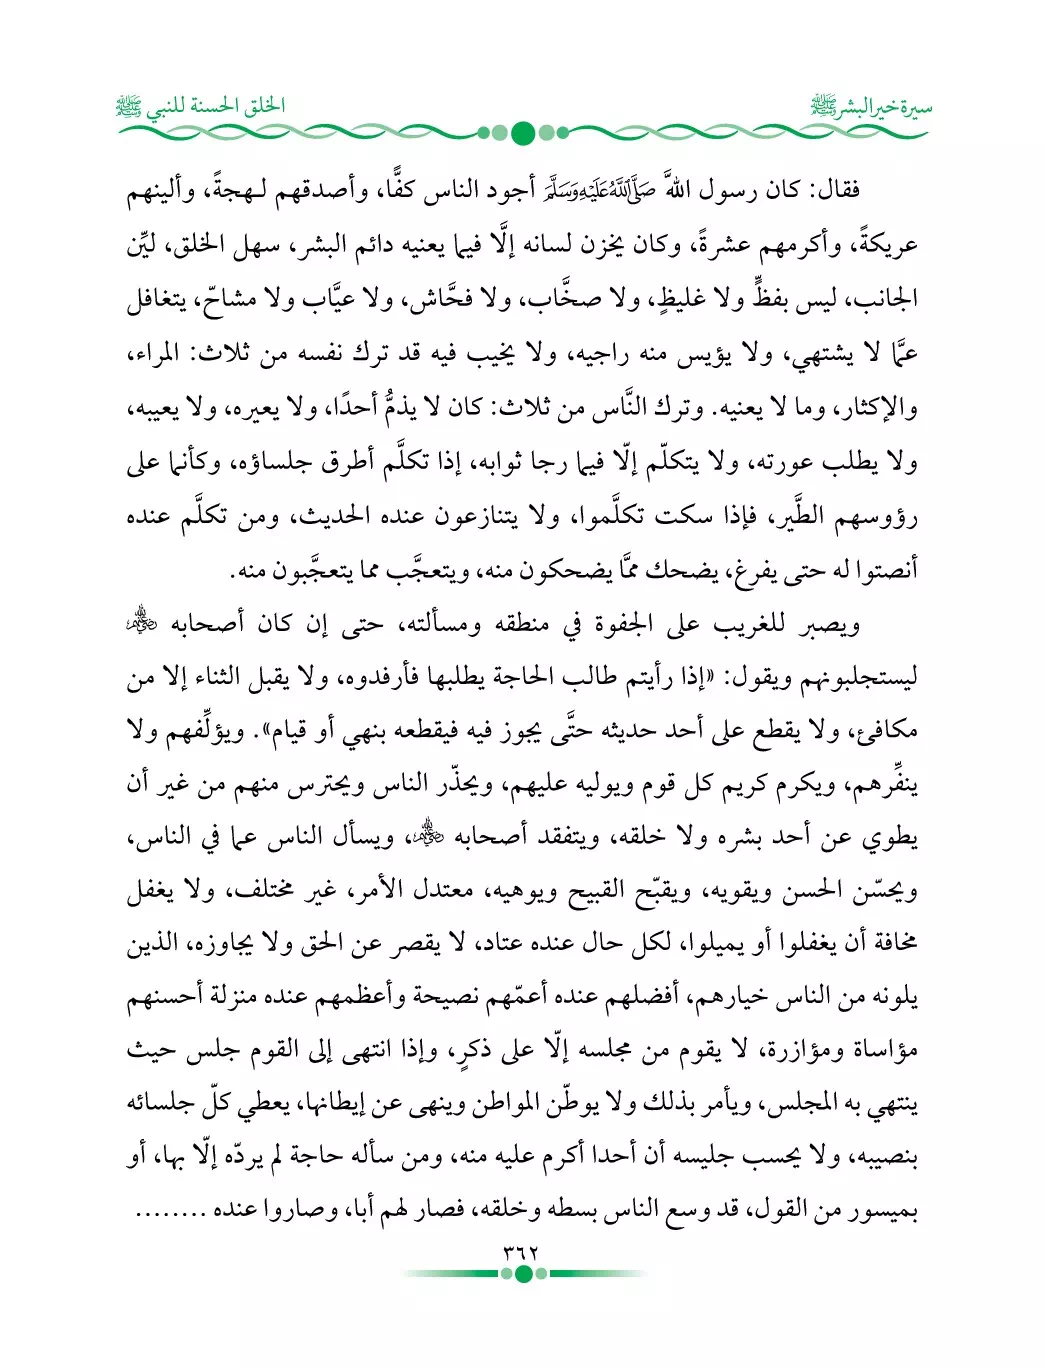 سيرة خير البشر ﷺ
الخلق الحسنة للنبي ﷺ
فقال: كان رسول اللهَّ ﷺ أجود الناس كفًّا، وأصدقهم لـهجةً، وألينهم
عريكةً، وأكرمهم عشرةً، وكان يخزن لسانه إلَّا فيما يعنيه دائم البشر، سهل الخلق، ليِّن
الجانب، ليس بفظٍّ ولا غليظٍ، ولا صخَّاب، ولا فحَّاش، ولا عيَّاب ولا مشاحّ، يتغافل
عمَّا لا يشتهي، ولا يؤيس منه راجيه، ولا يخيب فيه قد ترك نفسه من ثلاث: المراء،
والإكثار، وما لا يعنيه. وترك النَّاس من ثلاث: كان لا يذمُّ أحدًا، ولا يعيره، ولا يعيبه،
ولا يطلب عورته، ولا يتكلّم إلّا فيما رجا ثوابه، إذا تكلَّم أطرق جلساؤه، وكأنما على
رؤوسهم الطَّير، فإذا سكت تكلَّموا، ولا يتنازعون عنده الحديث، ومن تكلَّم عنده
أنصتوا له حتى يفرغ، يضحك ممَّا يضحكون منه، ويتعجَّب مما يتعجَّبون منه.
ويصبر للغريب على الجفوة في منطقه ومسألته، حتى إن كان أصحابه ﵃
ليستجلبونهم ويقول: «إذا رأيتم طالب الحاجة يطلبها فأرفدوه، ولا يقبل الثناء إلا من
مكافئ، ولا يقطع على أحد حديثه حتَّى يجوز فيه فيقطعه بنهي أو قيام». ويؤلِّفهم ولا
ينفِّرهم، ويكرم كريم كل قوم ويوليه عليهم، ويحذّر الناس ويحترس منهم من غير أن
يطوي عن أحد بشره ولا خلقه، ويتفقد أصحابه ﵃، ويسأل الناس عما في الناس،
ويحسّن الحسن ويقويه، ويقبّح القبيح ويوهيه، معتدل الأمر، غير مختلف، ولا يغفل
مخافة أن يغفلوا أو يميلوا، لكل حال عنده عتاد، لا يقصر عن الحق ولا يجاوزه، الذين
يلونه من الناس خيارهم، أفضلهم عنده أعمّهم نصيحة وأعظمهم عنده منزلة أحسنهم
مؤاساة ومؤازرة، لا يقوم من مجلسه إلّا على ذكرٍ، وإذا انتهى إلى القوم جلس حيث
ينتهي به المجلس، ويأمر بذلك ولا يوطّن المواطن وينهى عن إيطانها، يعطي كلّ جلسائه
بنصيبه، ولا يحسب جليسه أن أحدا أكرم عليه منه، ومن سأله حاجة لم يردّه إلّا بها، أو
بميسور من القول، قد وسع الناس بسطه وخلقه، فصار لهم أبا، وصاروا عنده ........
٣٦٢